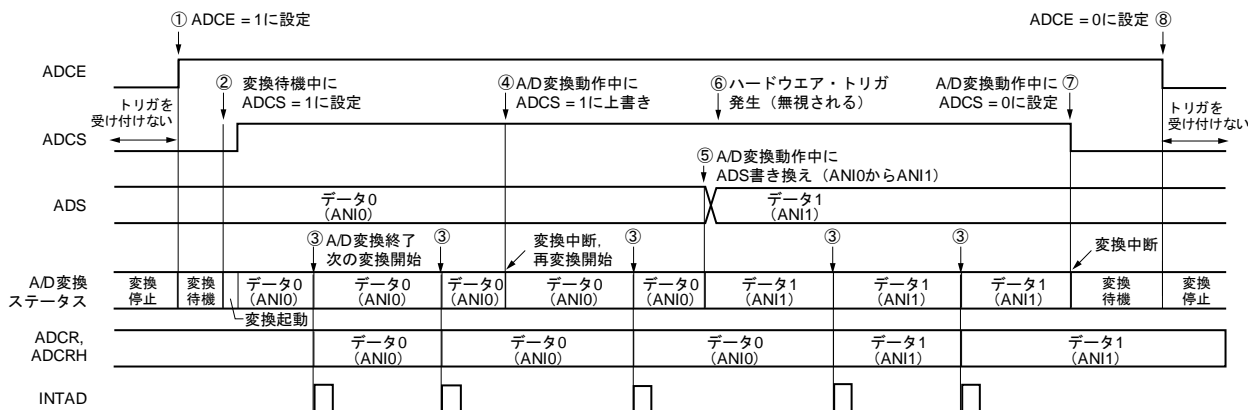 ① ADCE = 1に設定
ADCE = 0に設定 ⑧
ADCE
② 変換待機中に
ADCS = 1に設定
④ A/D変換動作中に
ADCS = 1に上書き
⑥ ハードウエア・トリガ
発生（無視される）
A/D変換動作中に ⑦
ADCS = 0に設定
トリガを
受け付けない
トリガを
受け付けない
ADCS
⑤ A/D変換動作中に
ADS書き換え（ANI0からANI1）
ADS
データ0
(ANI0)
データ1
(ANI1)
③ A/D変換終了
次の変換開始
③
変換中断,
再変換開始
③
③
③
変換中断
A/D変換
ステータス
変換
停止
変換
待機
変換起動
データ0
(ANI0)
データ0
(ANI0)
データ0
(ANI0)
データ0
(ANI0)
データ0
(ANI0)
データ1
(ANI1)
データ1
(ANI1)
データ1
(ANI1)
変換
待機
変換
停止
ADCR,
ADCRH
データ0
(ANI0)
データ0
(ANI0)
データ0
(ANI0)
データ1
(ANI1)
データ1
(ANI1)
INTAD